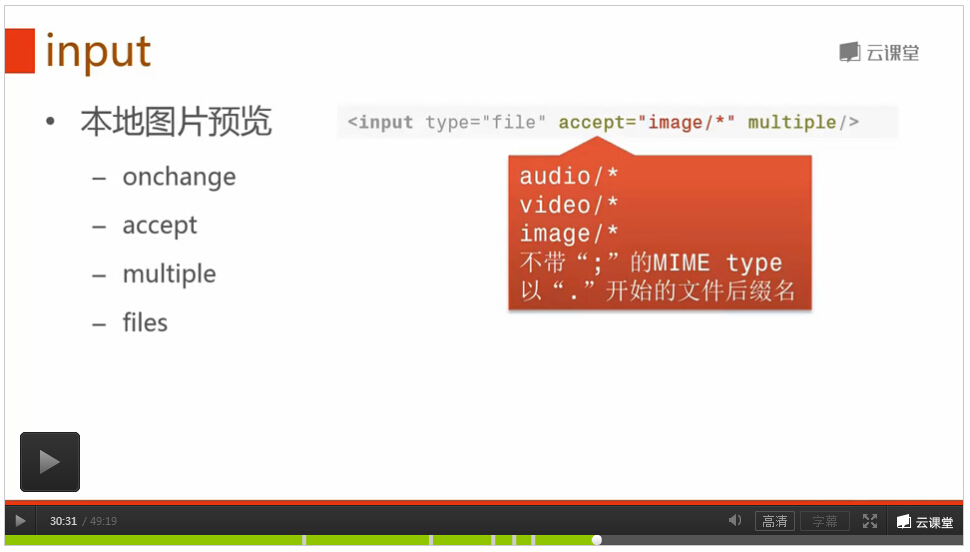 input
云课堂
• 本地图片预览
<input type="file" accept="image/*" multiple/>
– onchange
– accept
– multiple
– files
audio/*
video/*
image/*
不带“;”的MIME type
以“.”开始的文件后缀名
30:31 / 49:19
高清
字幕
云课堂